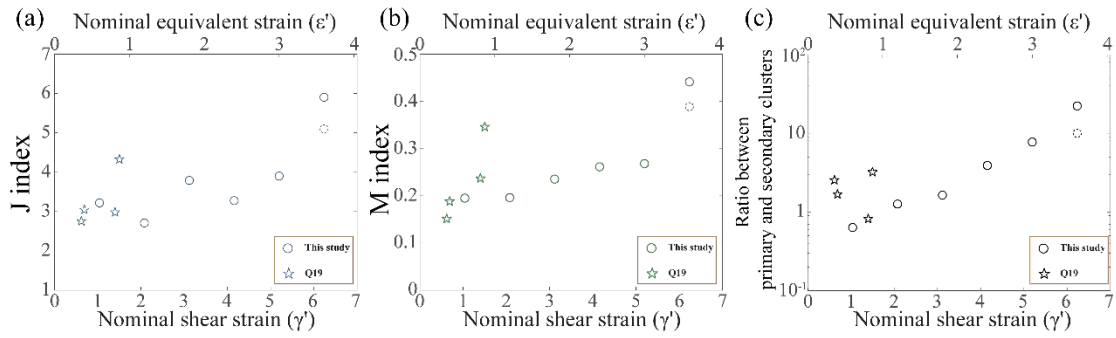 (a)
Nominal equivalent strain (ε')
0 1 2 3 4
7
6
5
4
3
2
1
J index
This study
Q19
0 1 2 3 4 5 6 7
Nominal shear strain (γ')
(b)
Nominal equivalent strain (ε')
0 1 2 3 4
0.5
0.4
0.3
0.2
0.1
0
M index
This study
Q19
0 1 2 3 4 5 6 7
Nominal shear strain (γ')
(c)
Nominal equivalent strain (ε')
0 1 2 3 4
10²
10
1
10⁻¹
Ratio between
primary and secondary clusters
This study
Q19
0 1 2 3 4 5 6 7
Nominal shear strain (γ')